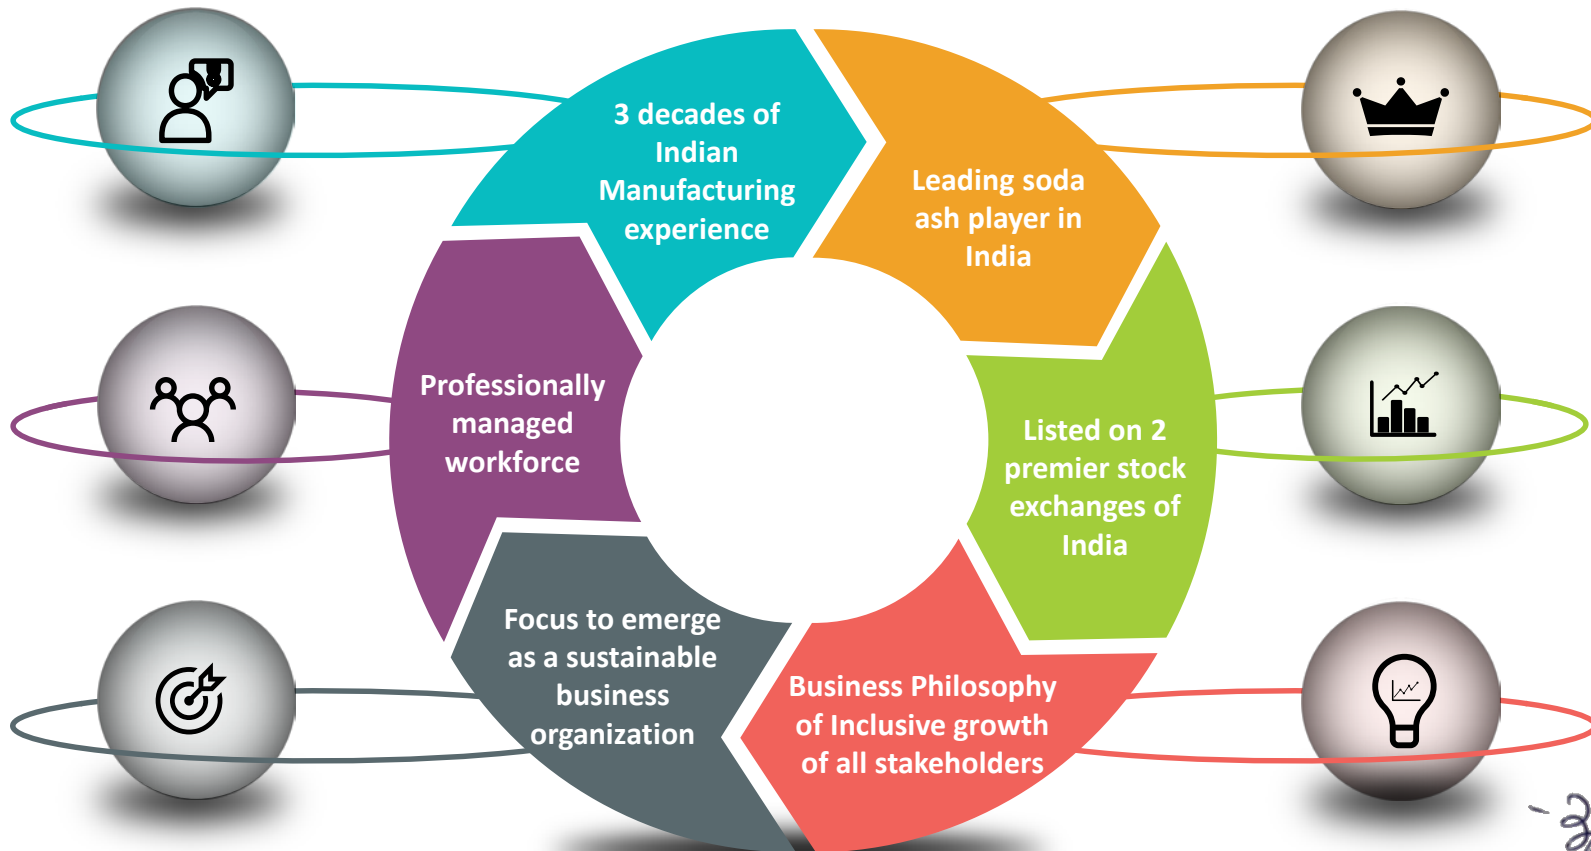 3 decades of
Indian
Manufacturing
experience
Leading soda
ash player in
India
Listed on 2
premier stock
exchanges of
India
Business Philosophy
of Inclusive growth
of all stakeholders
Focus to emerge
as a sustainable
business
organization
Professionally
managed
workforce